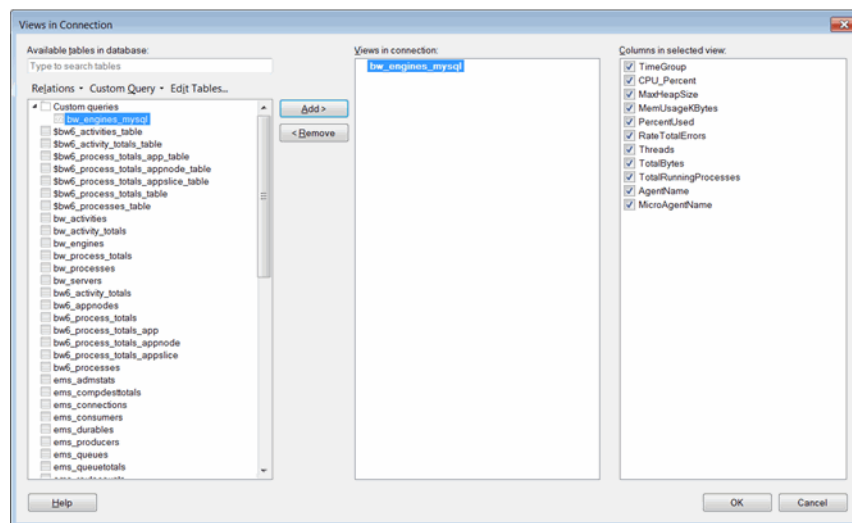 Views in Connection
Available tables in database:
Type to search tables
Relations
Custom Query
Edit Tables...
Custom queries
bw_engines_mysql
$bw6_activities_table
$bw6_activity_totals_table
$bw6_process_totals_app_table
$bw6_process_totals_appnode_table
$bw6_process_totals_appslice_table
$bw6_process_totals_table
$bw6_processes_table
bw_activities
bw_activity_totals
bw_engines
bw_process_totals
bw_processes
bw_servers
bw6_activity_totals
bw6_appnodes
bw6_process_totals
bw6_process_totals_app
bw6_process_totals_appnode
bw6_process_totals_appslice
bw6_processes
ems_admstats
ems_compdesttotals
ems_connections
ems_consumers
ems_durables
ems_producers
ems_queues
ems_queuetotals
Add >
< Remove
Views in connection:
bw_engines_mysql
Columns in selected view:
TimeGroup
CPU_Percent
MaxHeapSize
MemUsageKBytes
PercentUsed
RateTotalErrors
Threads
TotalBytes
TotalRunningProcesses
AgentName
MicroAgentName
Help
OK
Cancel